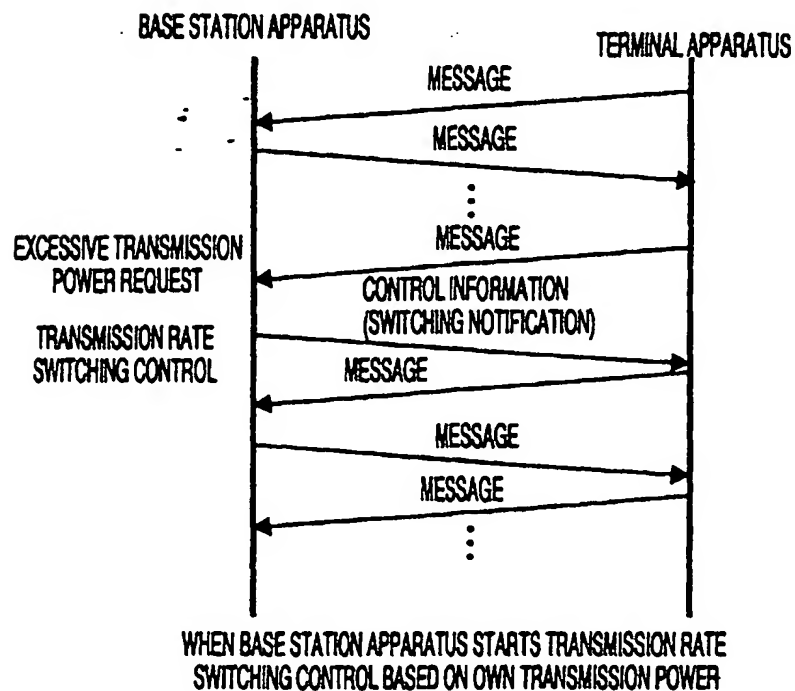 BASE STATION APPARATUS
TERMINAL APPARATUS
MESSAGE
MESSAGE
MESSAGE
EXCESSIVE TRANSMISSION
POWER REQUEST
CONTROL INFORMATION
(SWITCHING NOTIFICATION)
TRANSMISSION RATE
SWITCHING CONTROL
MESSAGE
MESSAGE
MESSAGE
WHEN BASE STATION APPARATUS STARTS TRANSMISSION RATE
SWITCHING CONTROL BASED ON OWN TRANSMISSION POWER